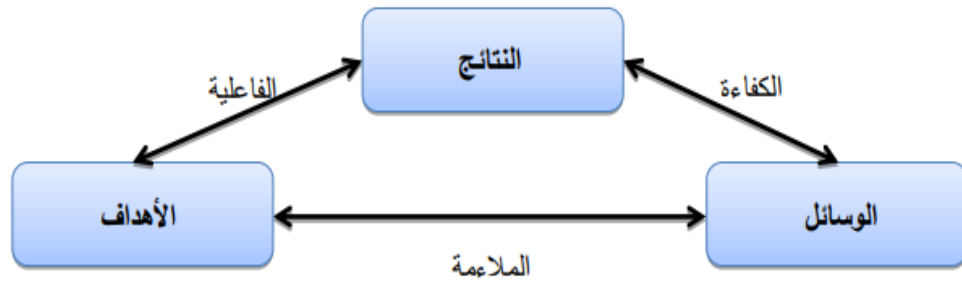 النتائج
الكفاءة
الفاعلية
الوسائل
الأهداف
الملاءمة